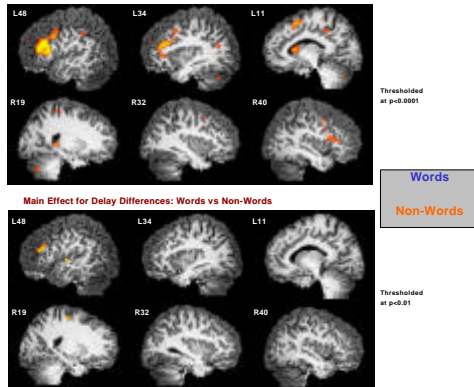 L48 L34 L11
R19 R32 R40
Thresholded
at p<0.0001
Words
Non-Words
Main Effect for Delay Differences: Words vs Non-Words
L48 L34 L11
R19 R32 R40
Thresholded
at p<0.01